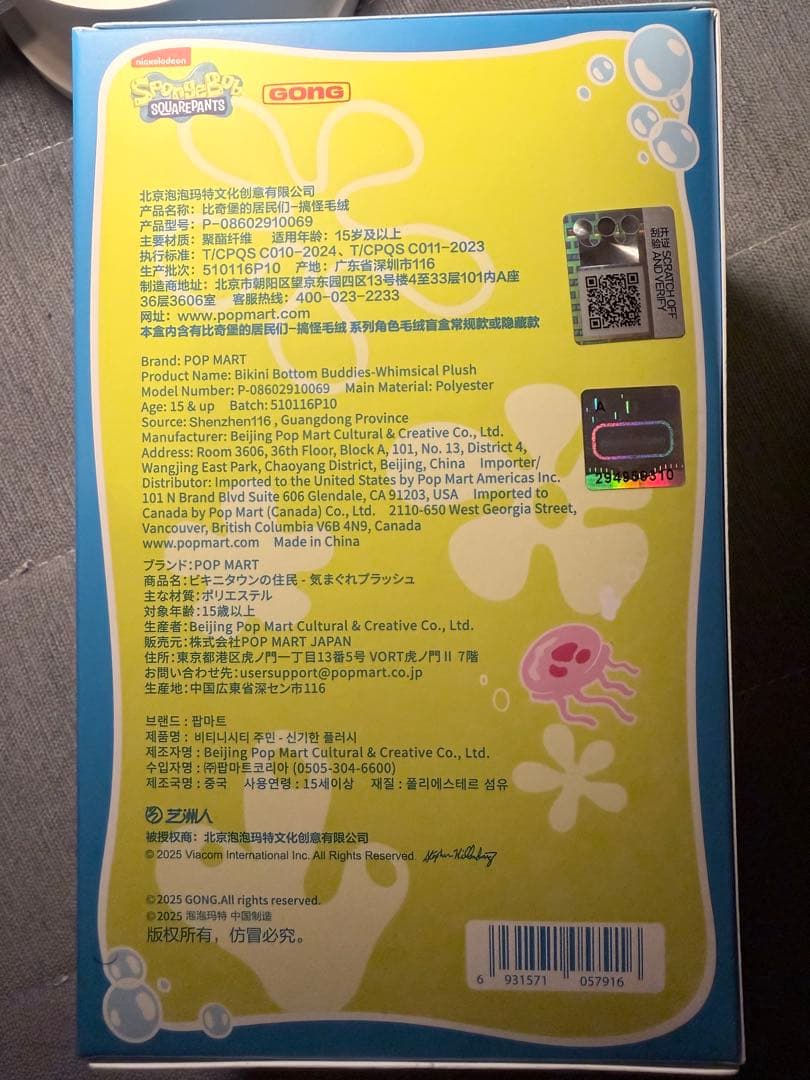 nickelodeon
SpongeBob
SQUAREPANTS
GONG
北京泡泡玛特文化创意有限公司
产品名称：比奇堡的居民们-搞怪毛绒
产品型号：P-08602910069
主要材质：聚酯纤维 适用年龄：15岁及以上
执行标准：T/CPQS C010-2024、T/CPQS C011-2023
生产批次：510116P10 产地：广东省深圳市116
制造商地址：北京市朝阳区望京东园四区13号楼4至33层101内A座
36层3606室 客服热线：400-023-2233
网址：www.popmart.com
本盒内含有比奇堡的居民们-搞怪毛绒 系列角色毛绒盲盒常规款或隐藏款
刮码
验证
SCRATCH OFF
AND VERIFY
294956310
Brand: POP MART
Product Name: Bikini Bottom Buddies-Whimsical Plush
Model Number: P-08602910069 Main Material: Polyester
Age: 15 & up Batch: 510116P10
Source: Shenzhen116 , Guangdong Province
Manufacturer: Beijing Pop Mart Cultural & Creative Co., Ltd.
Address: Room 3606, 36th Floor, Block A, 101, No. 13, District 4,
Wangjing East Park, Chaoyang District, Beijing, China Importer/
Distributor: Imported to the United States by Pop Mart Americas Inc.
101 N Brand Blvd Suite 606 Glendale, CA 91203, USA Imported to
Canada by Pop Mart (Canada) Co., Ltd. 2110-650 West Georgia Street,
Vancouver, British Columbia V6B 4N9, Canada
www.popmart.com Made in China
ブランド：POP MART
商品名：ビキニタウンの住民 - 気まぐれプラッシュ
主な材質：ポリエステル
対象年齢：15歳以上
生産者：Beijing Pop Mart Cultural & Creative Co., Ltd.
販売元：株式会社POP MART JAPAN
住所：東京都港区虎ノ門一丁目13番5号 VORT虎ノ門Ⅱ 7階
お問い合わせ先：usersupport@popmart.co.jp
生産地：中国広東省深セン市116
브랜드 : 팝마트
제품명 : 비티니시티 주민 - 신기한 플러시
제조자명 : Beijing Pop Mart Cultural & Creative Co., Ltd.
수입자명 : ㈜팝마트코리아 (0505-304-6600)
제조국명 : 중국 사용연령 : 15세이상 재질 : 폴리에스테르 섬유
艺洲人
被授权商：北京泡泡玛特文化创意有限公司
© 2025 Viacom International Inc. All Rights Reserved. Stephen Hillenburg
©2025 GONG.All rights reserved.
©2025 泡泡玛特 中国制造
版权所有，仿冒必究。
6 931571 057916